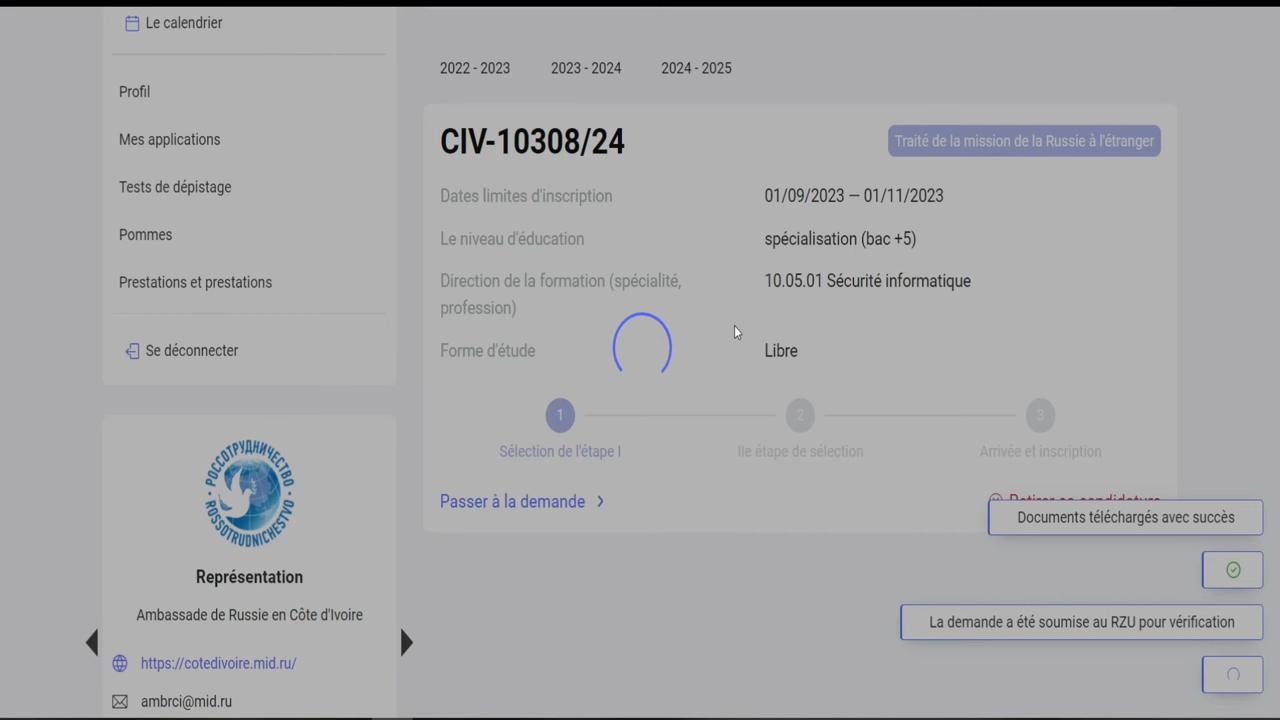 Le calendrier
Profil
Mes applications
Tests de dépistage
Pommes
Prestations et prestations
Se déconnecter
РОССОТРУДНИЧЕСТВО
ROSSOTRUDNICHESTVO
Représentation
Ambassade de Russie en Côte d'Ivoire
https://cotedivoire.mid.ru/
ambrci@mid.ru
2022 - 2023
2023 - 2024
2024 - 2025
CIV-10308/24
Traité de la mission de la Russie à l'étranger
Dates limites d'inscription
01/09/2023 — 01/11/2023
Le niveau d'éducation
spécialisation (bac +5)
Direction de la formation (spécialité,
profession)
10.05.01 Sécurité informatique
Forme d'étude
Libre
1
2
3
Sélection de l'étape I
IIe étape de sélection
Arrivée et inscription
Passer à la demande
Retirer sa candidature
Documents téléchargés avec succès
La demande a été soumise au RZU pour vérification